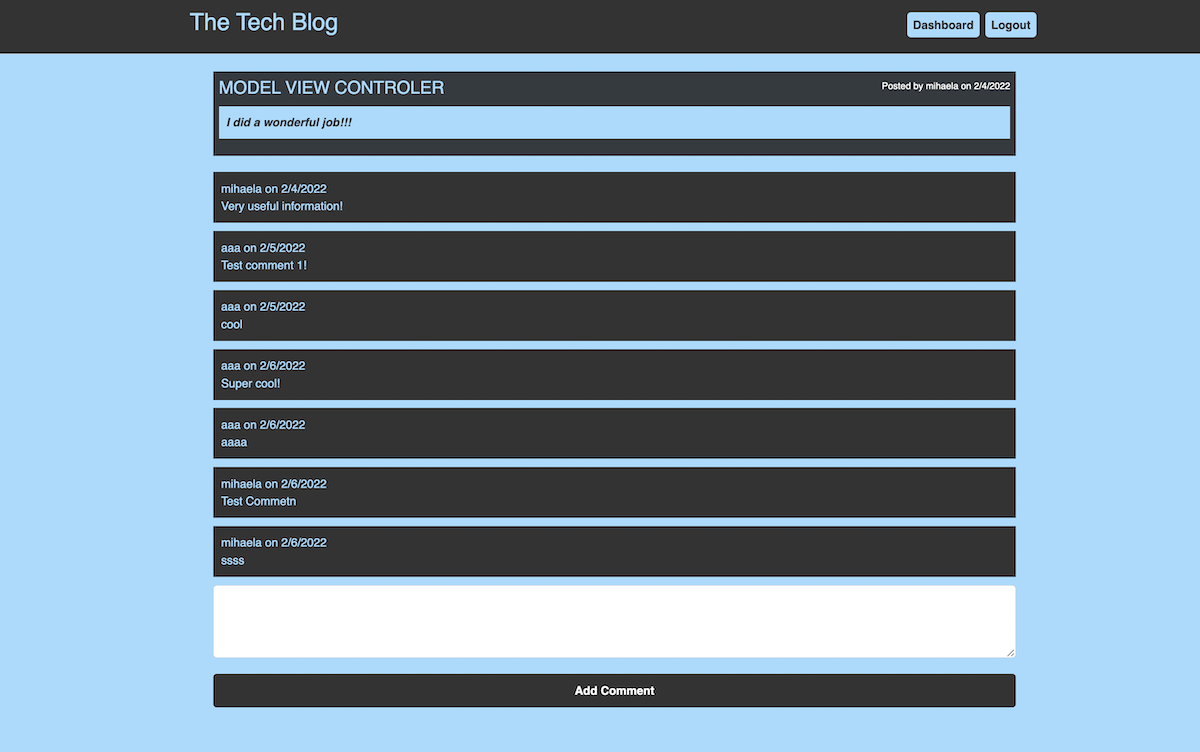 The Tech Blog
Dashboard Logout
MODEL VIEW CONTROLER
Posted by mihaela on 2/4/2022
I did a wonderful job!!!
mihaela on 2/4/2022
Very useful information!
aaa on 2/5/2022
Test comment 1!
aaa on 2/5/2022
cool
aaa on 2/6/2022
Super cool!
aaa on 2/6/2022
aaaa
mihaela on 2/6/2022
Test Commetn
mihaela on 2/6/2022
ssss
Add Comment